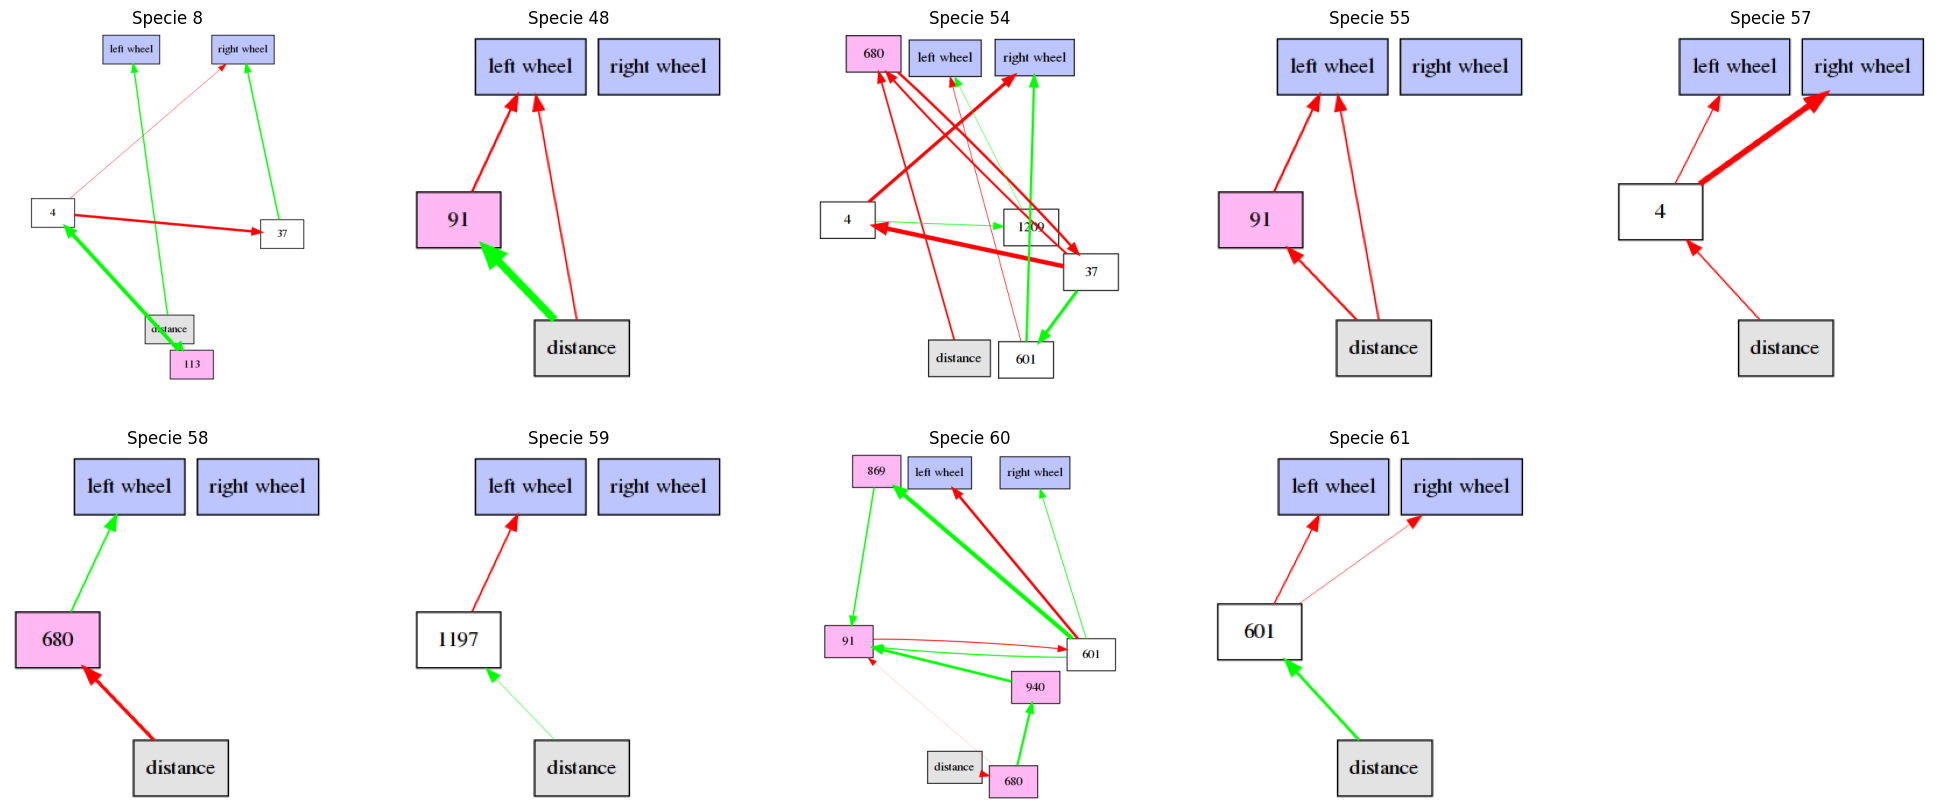 Specie 8
left wheel
right wheel
4
37
distance
113
Specie 48
left wheel
right wheel
91
distance
Specie 54
680
left wheel
right wheel
4
1209
37
distance
601
Specie 55
left wheel
right wheel
91
distance
Specie 57
left wheel
right wheel
4
distance
Specie 58
left wheel
right wheel
680
distance
Specie 59
left wheel
right wheel
1197
distance
Specie 60
869
left wheel
right wheel
91
601
940
distance
680
Specie 61
left wheel
right wheel
601
distance